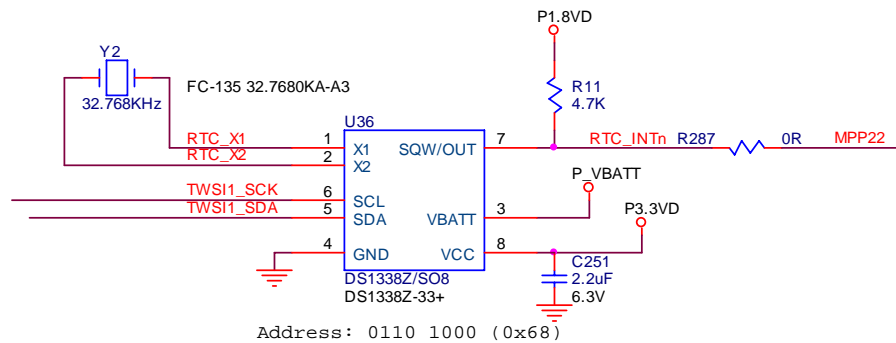 P1.8VD
Y2
32.768KHz
FC-135 32.7680KA-A3
R11
4.7K
U36
RTC_X1
RTC_X2
1
2
X1
X2
SQW/OUT
7
RTC_INTn
R287
0R
MPP22
TWSI1_SCK
TWSI1_SDA
6
5
SCL
SDA
VBATT
3
P_VBATT
P3.3VD
4
GND
VCC
8
C251
2.2uF
6.3V
DS1338Z/SO8
DS1338Z-33+
Address: 0110 1000 (0x68)